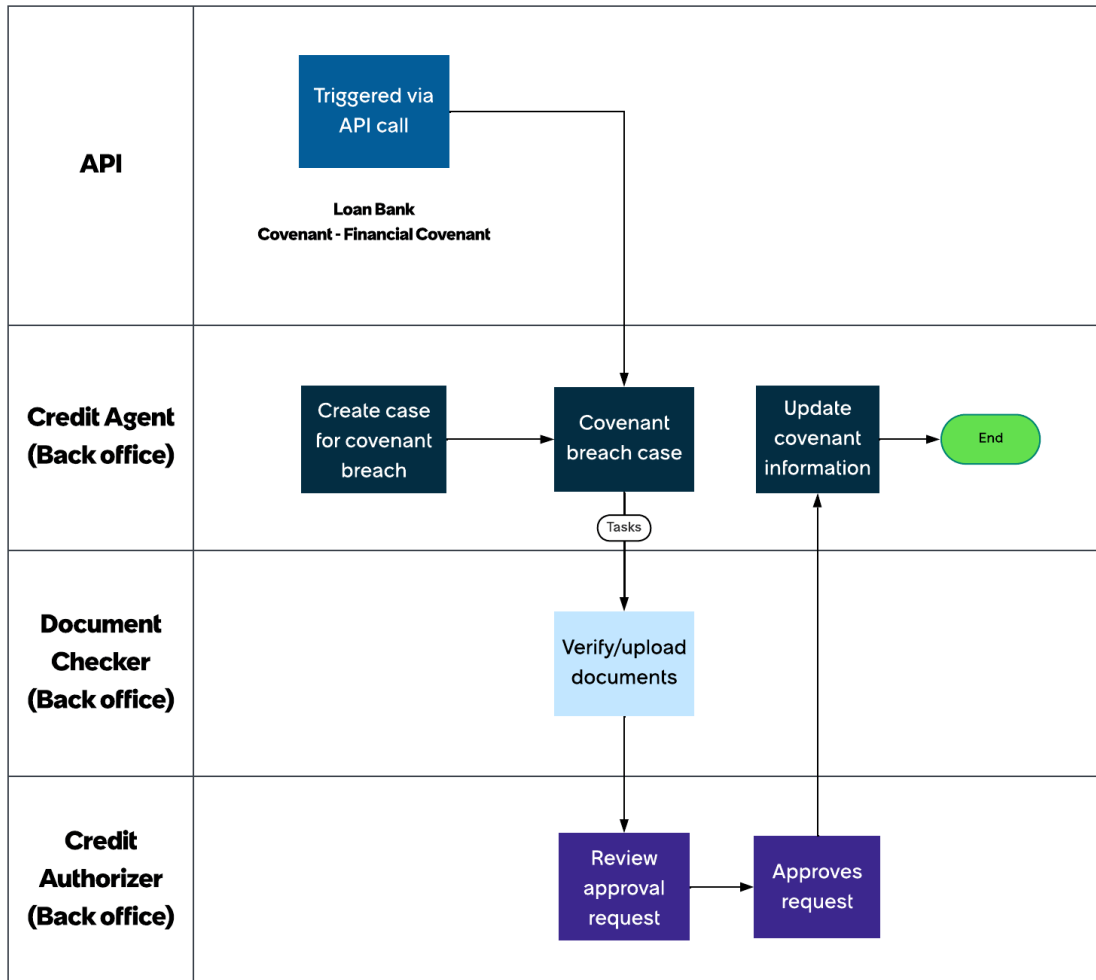 API
Triggered via
API call
Loan Bank
Covenant - Financial Covenant
Credit Agent
(Back office)
Create case
for covenant
breach
Covenant
breach case
Update
covenant
information
End
Tasks
Document
Checker
(Back office)
Verify/upload
documents
Credit
Authorizer
(Back office)
Review
approval
request
Approves
request